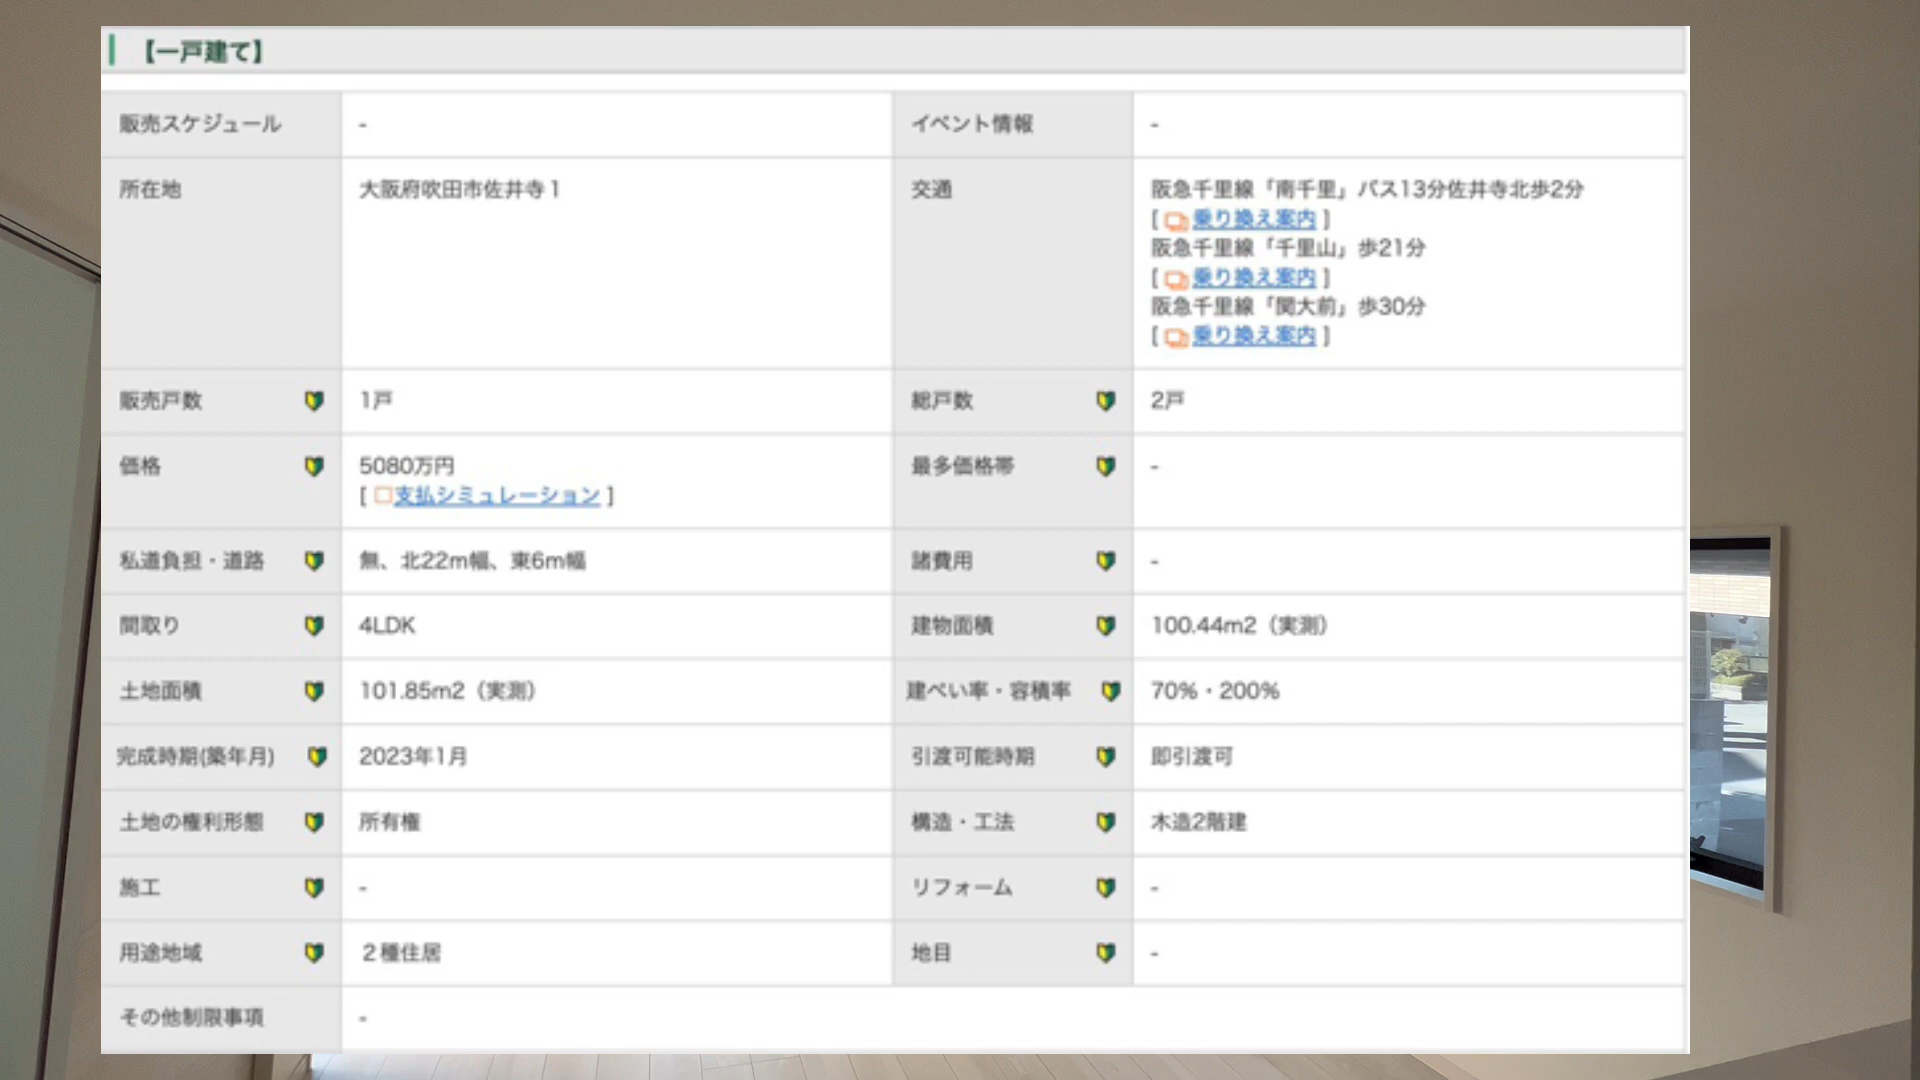 【一戸建て】
販売スケジュール - イベント情報 -
所在地 大阪府吹田市佐井寺１ 交通 阪急千里線「南千里」バス13分佐井寺北歩2分
[ 乗り換え案内 ]
阪急千里線「千里山」歩21分
[ 乗り換え案内 ]
阪急千里線「関大前」歩30分
[ 乗り換え案内 ]
販売戸数 1戸 総戸数 2戸
価格 5080万円 最多価格帯 -
[ 支払シミュレーション ]
私道負担・道路 無、北22m幅、東6m幅 諸費用 -
間取り 4LDK 建物面積 100.44m2（実測）
土地面積 101.85m2（実測） 建ぺい率・容積率 70%・200%
完成時期(築年月) 2023年1月 引渡可能時期 即引渡可
土地の権利形態 所有権 構造・工法 木造2階建
施工 - リフォーム -
用途地域 ２種住居 地目 -
その他制限事項 -